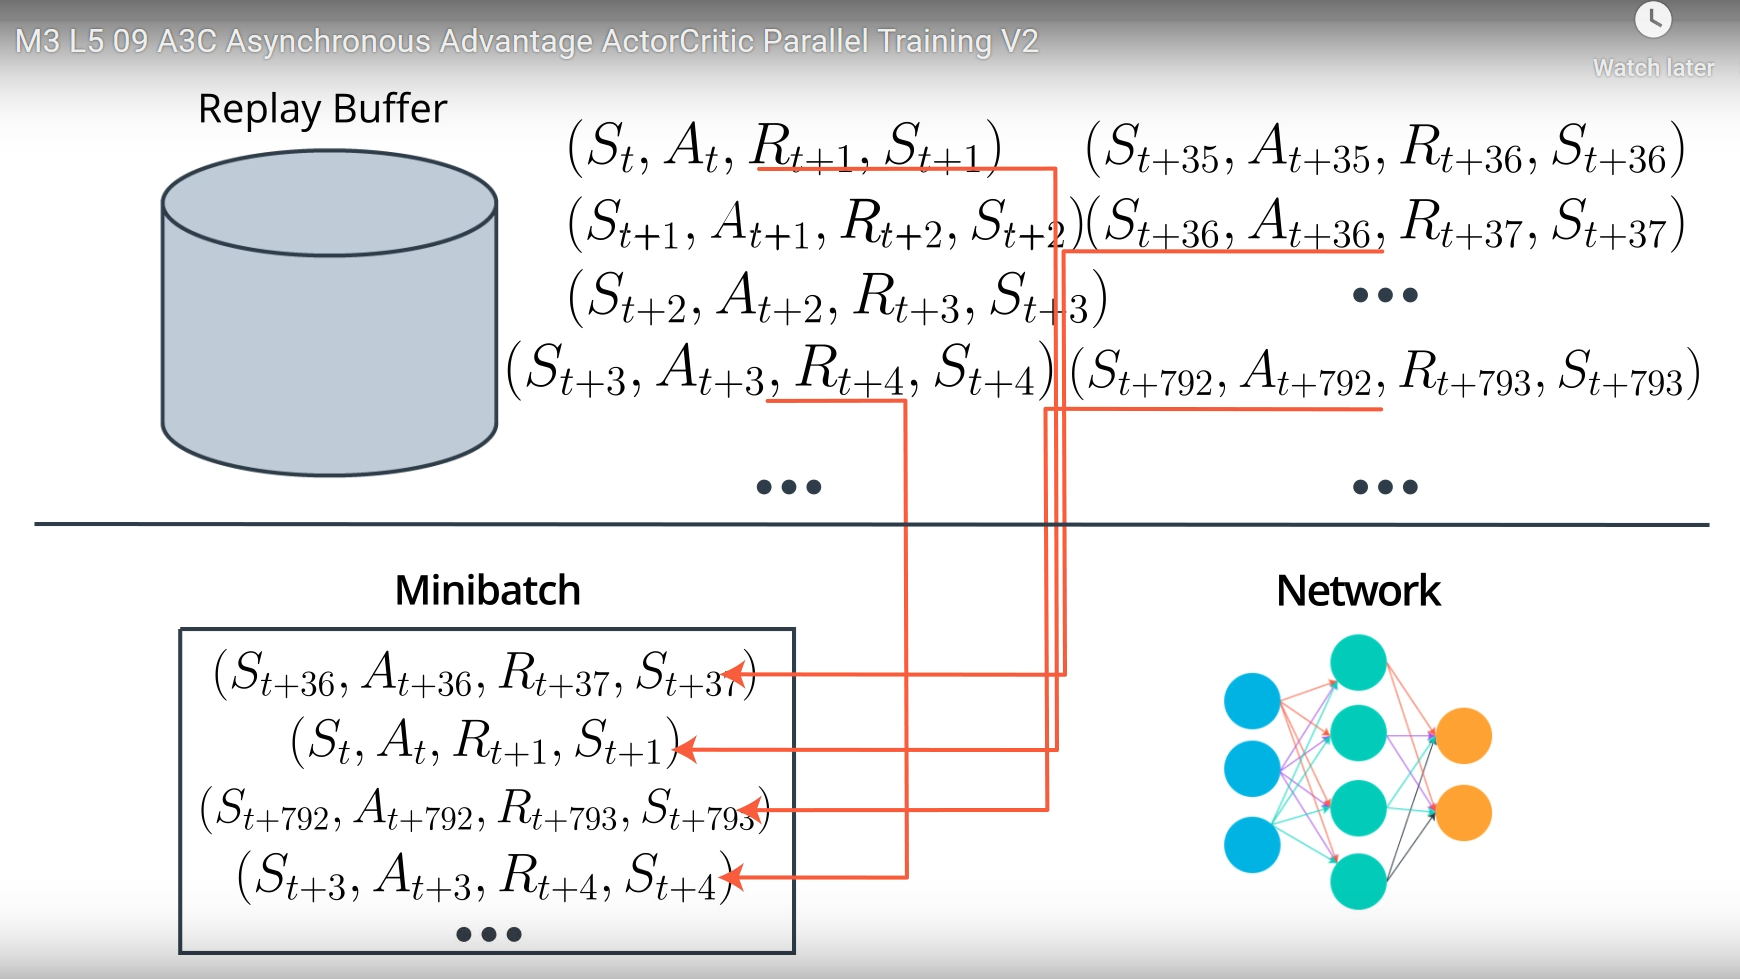 M3 L5 09 A3C Asynchronous Advantage ActorCritic Parallel Training V2
Watch later
Replay Buffer
(S_t, A_t, R_{t+1}, S_{t+1})
(S_{t+1}, A_{t+1}, R_{t+2}, S_{t+2})
(S_{t+2}, A_{t+2}, R_{t+3}, S_{t+3})
(S_{t+3}, A_{t+3}, R_{t+4}, S_{t+4})
•••
(S_{t+35}, A_{t+35}, R_{t+36}, S_{t+36})
(S_{t+36}, A_{t+36}, R_{t+37}, S_{t+37})
•••
(S_{t+792}, A_{t+792}, R_{t+793}, S_{t+793})
•••
Minibatch
(S_{t+36}, A_{t+36}, R_{t+37}, S_{t+37})
(S_t, A_t, R_{t+1}, S_{t+1})
(S_{t+792}, A_{t+792}, R_{t+793}, S_{t+793})
(S_{t+3}, A_{t+3}, R_{t+4}, S_{t+4})
•••
Network